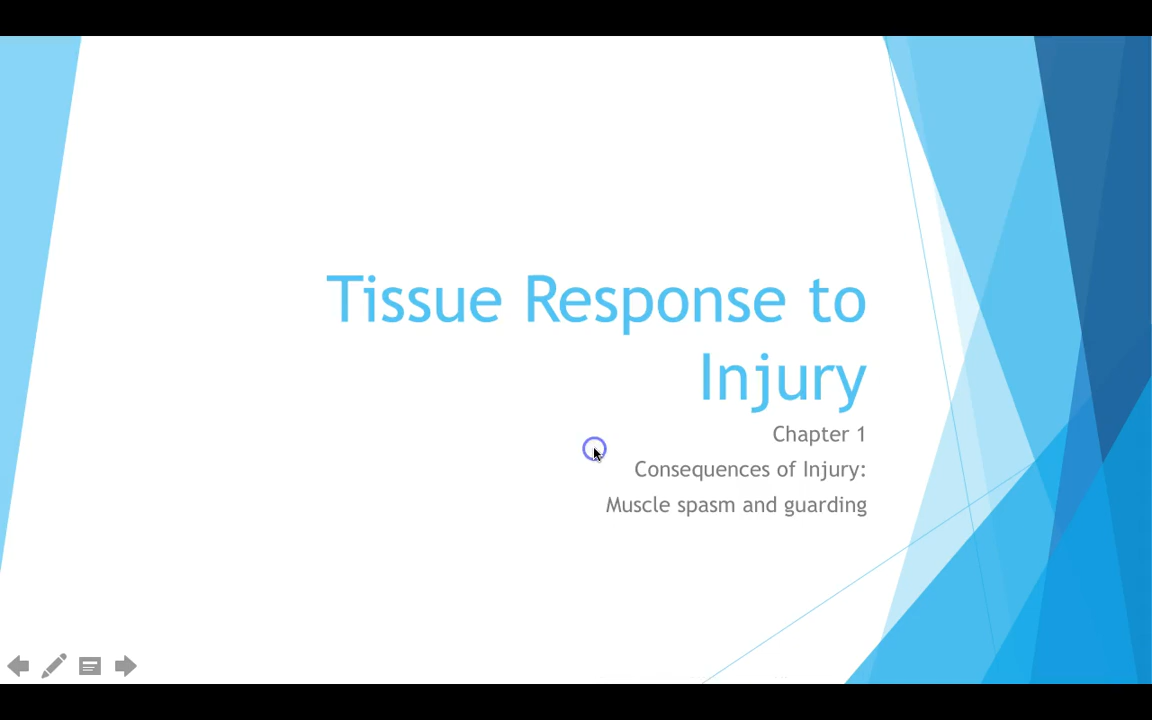 Tissue Response to
Injury
Chapter 1
Consequences of Injury:
Muscle spasm and guarding